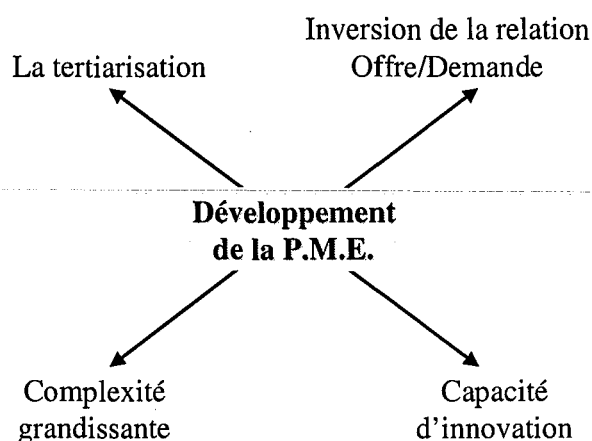 La tertiarisation
Inversion de la relation
Offre/Demande
Développement
de la P.M.E.
Complexité
grandissante
Capacité
d'innovation